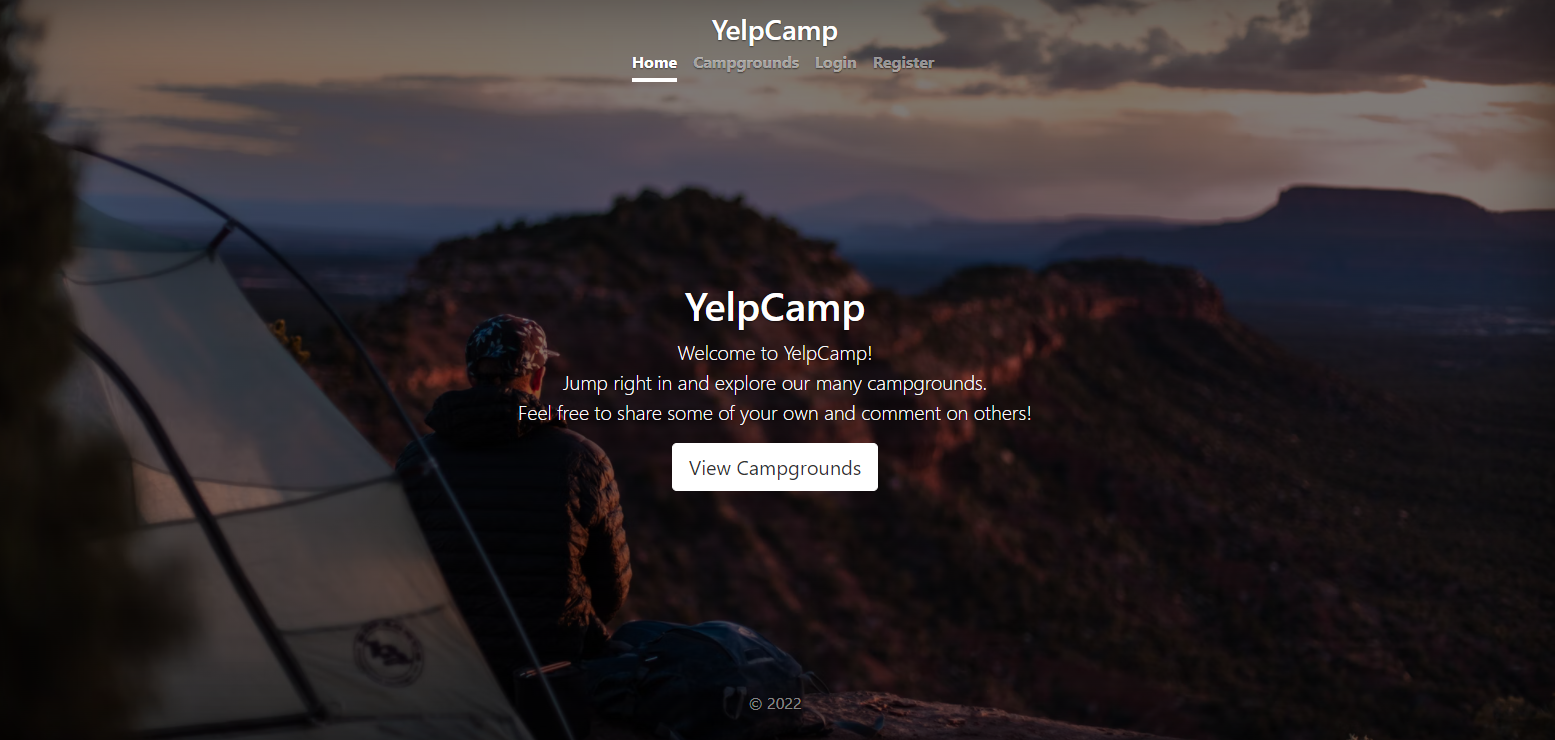 YelpCamp
Home Campgrounds Login Register
YelpCamp
Welcome to YelpCamp!
Jump right in and explore our many campgrounds.
Feel free to share some of your own and comment on others!
View Campgrounds
© 2022